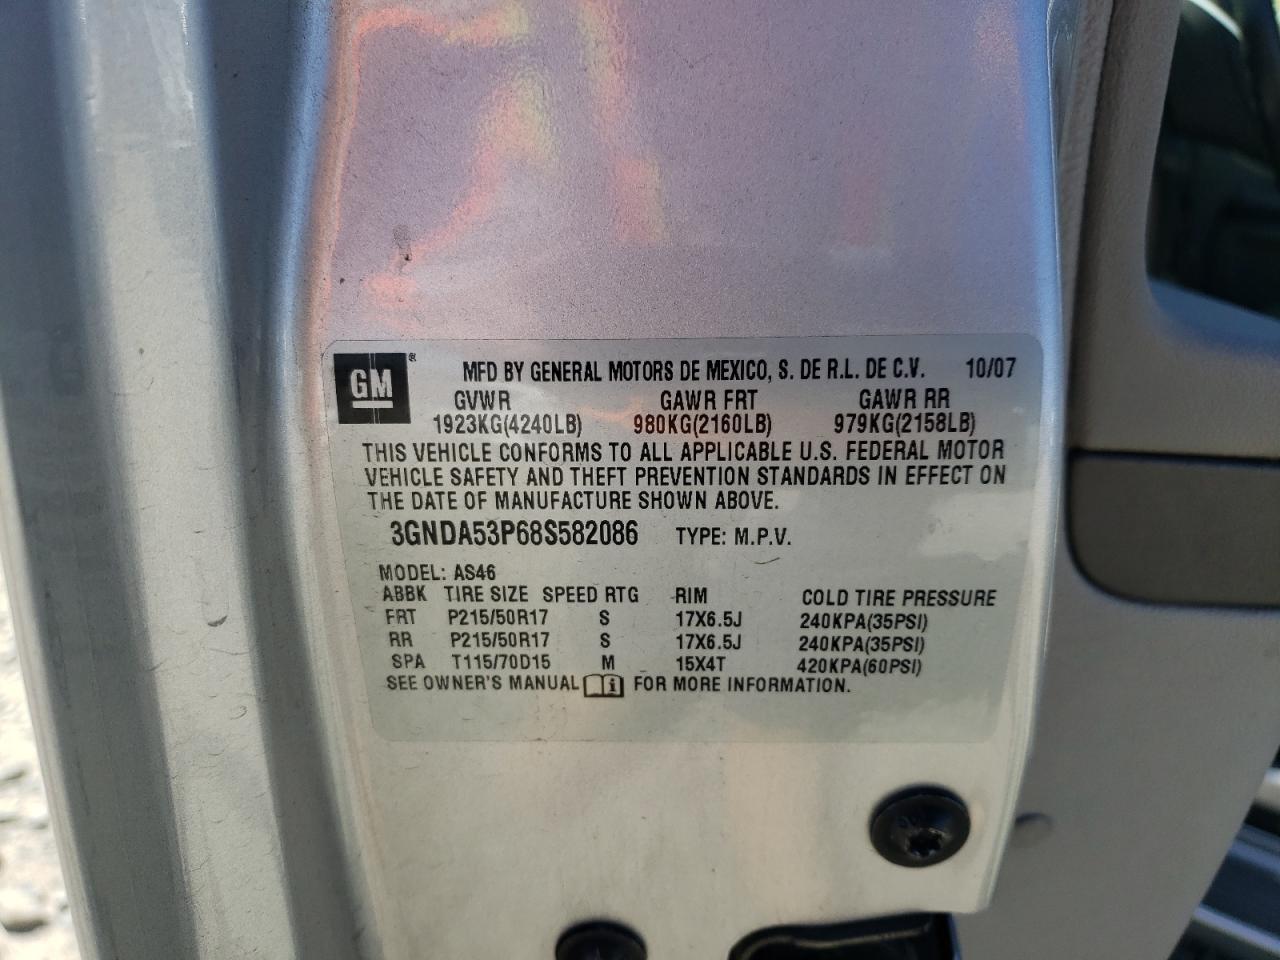 GM ®
MFD BY GENERAL MOTORS DE MEXICO, S. DE R.L. DE C.V. 10/07
GVWR GAWR FRT GAWR RR
1923KG(4240LB) 980KG(2160LB) 979KG(2158LB)
THIS VEHICLE CONFORMS TO ALL APPLICABLE U.S. FEDERAL MOTOR
VEHICLE SAFETY AND THEFT PREVENTION STANDARDS IN EFFECT ON
THE DATE OF MANUFACTURE SHOWN ABOVE.
3GNDA53P68S582086 TYPE: M.P.V.
MODEL: AS46
ABBK TIRE SIZE SPEED RTG RIM COLD TIRE PRESSURE
FRT P215/50R17 S 17X6.5J 240KPA(35PSI)
RR P215/50R17 S 17X6.5J 240KPA(35PSI)
SPA T115/70D15 M 15X4T 420KPA(60PSI)
SEE OWNER'S MANUAL i FOR MORE INFORMATION.